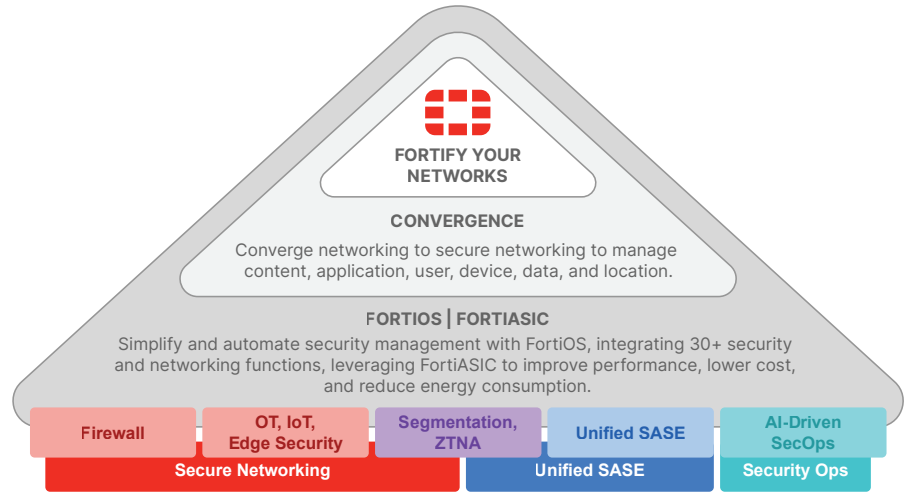 FORTIFY YOUR
NETWORKS
CONVERGENCE
Converge networking to secure networking to manage
content, application, user, device, data, and location.
FORTIOS | FORTIASIC
Simplify and automate security management with FortiOS, integrating 30+ security
and networking functions, leveraging FortiASIC to improve performance, lower cost,
and reduce energy consumption.
Firewall
OT, IoT,
Edge Security
Segmentation,
ZTNA
Unified SASE
AI-Driven
SecOps
Secure Networking
Unified SASE
Security Ops